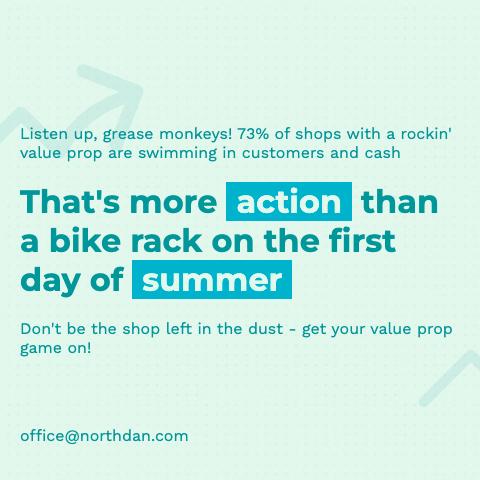 Listen up, grease monkeys! 73% of shops with a rockin'
value prop are swimming in customers and cash
That's more action than
a bike rack on the first
day of summer
Don't be the shop left in the dust - get your value prop
game on!
office@northdan.com